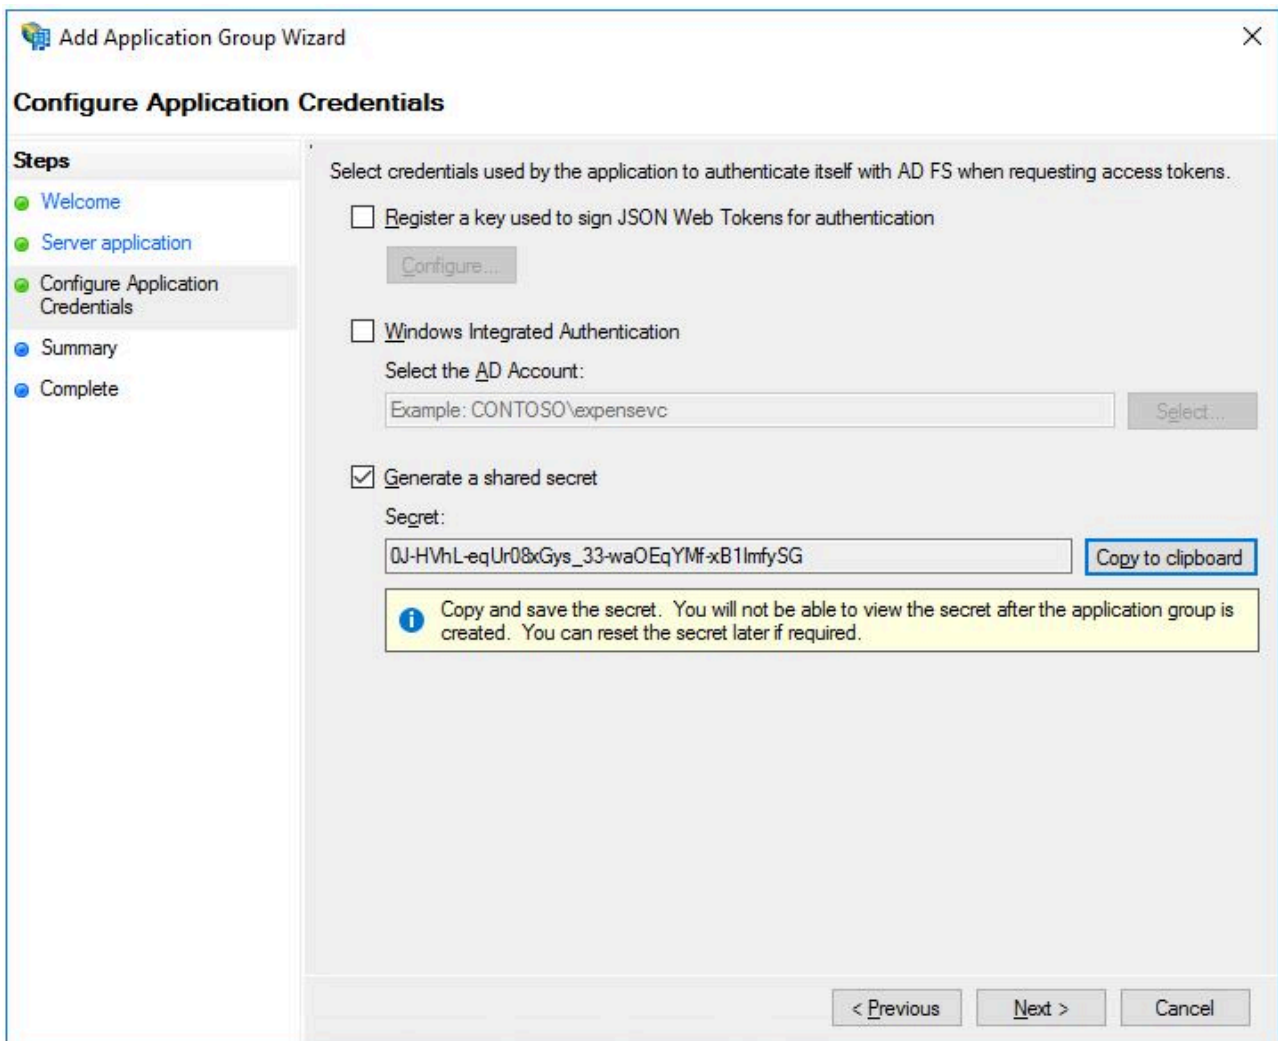 Add Application Group Wizard
Configure Application Credentials
Steps
Welcome
Server application
Configure Application
Credentials
Summary
Complete
Select credentials used by the application to authenticate itself with AD FS when requesting access tokens.
Register a key used to sign JSON Web Tokens for authentication
Configure...
Windows Integrated Authentication
Select the AD Account:
Example: CONTOSO\expensevc
Select...
Generate a shared secret
Secret:
0J-HVhL-eqUr08xGys_33-waOEqYMf-xB1ImfySG
Copy to clipboard
Copy and save the secret.  You will not be able to view the secret after the application group is
created.  You can reset the secret later if required.
< Previous
Next >
Cancel